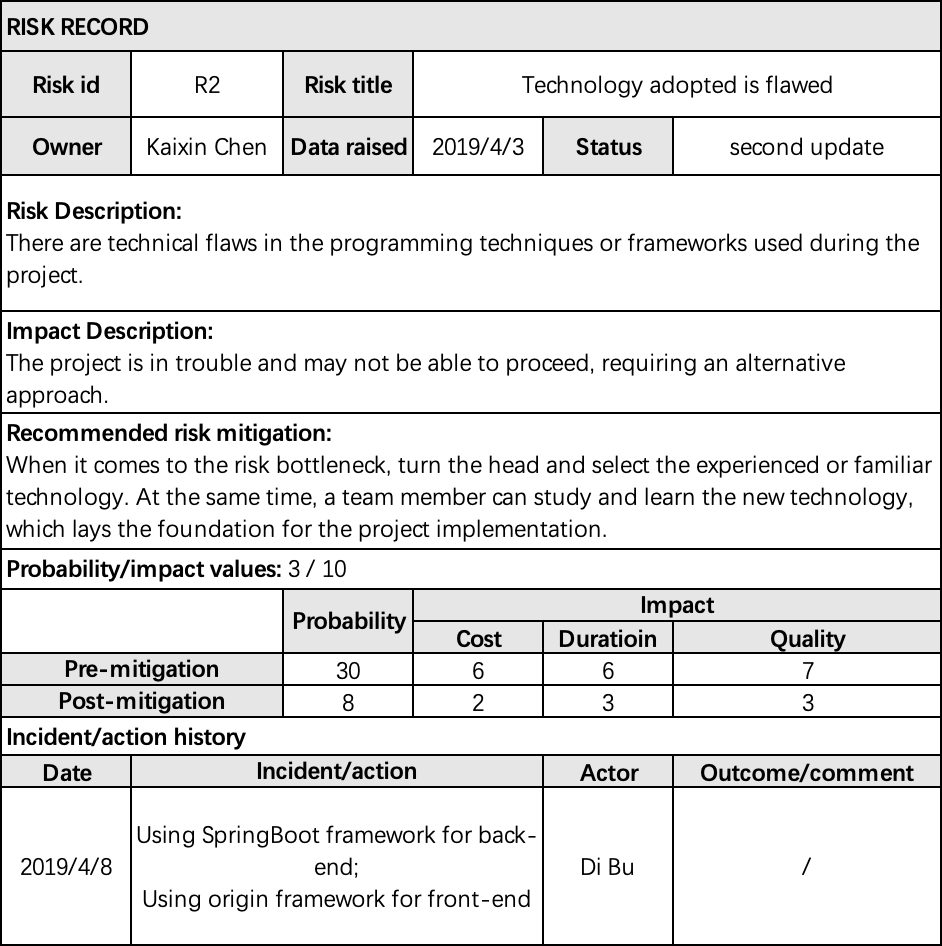 RISK RECORD
Risk id R2 Risk title Technology adopted is flawed
Owner Kaixin Chen Data raised 2019/4/3 Status second update
Risk Description:
There are technical flaws in the programming techniques or frameworks used during the
project.
Impact Description:
The project is in trouble and may not be able to proceed, requiring an alternative
approach.
Recommended risk mitigation:
When it comes to the risk bottleneck, turn the head and select the experienced or familiar
technology. At the same time, a team member can study and learn the new technology,
which lays the foundation for the project implementation.
Probability/impact values: 3 / 10
Probability Impact
Cost Duratioin Quality
Pre-mitigation 30 6 6 7
Post-mitigation 8 2 3 3
Incident/action history
Date Incident/action Actor Outcome/comment
2019/4/8 Using SpringBoot framework for back-
end;
Using origin framework for front-end Di Bu /